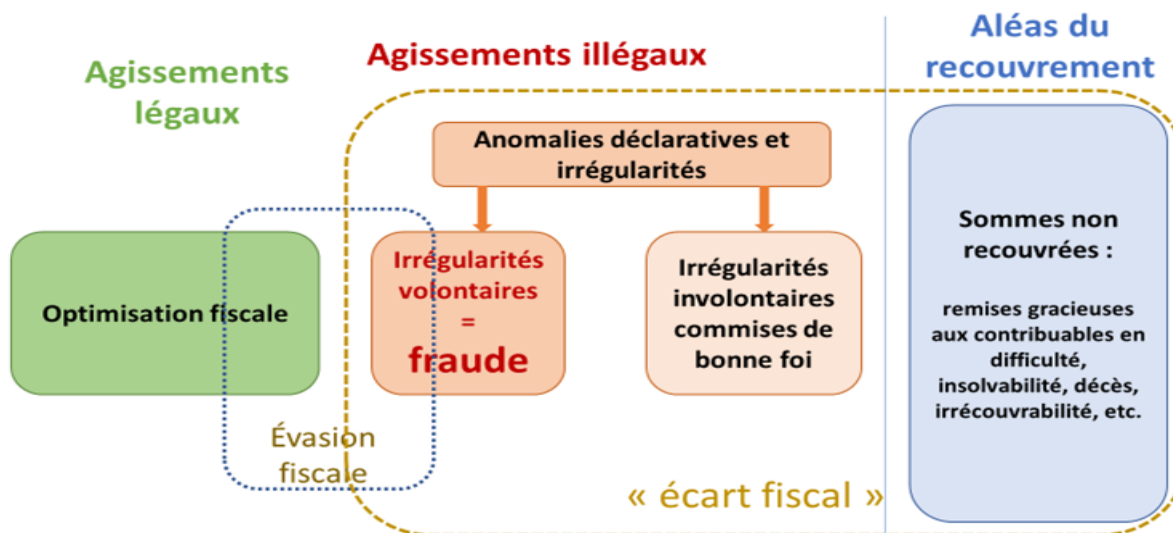 Agissements
légaux
Agissements illégaux
Aléas du
recouvrement
Anomalies déclaratives et
irrégularités
Optimisation fiscale
Irrégularités
volontaires
=
fraude
Irrégularités
involontaires
commises de
bonne foi
Sommes non
recouvrées :
remises gracieuses
aux contribuables en
difficulté,
insolvabilité, décès,
irrécouvrabilité, etc.
Évasion
fiscale
« écart fiscal »